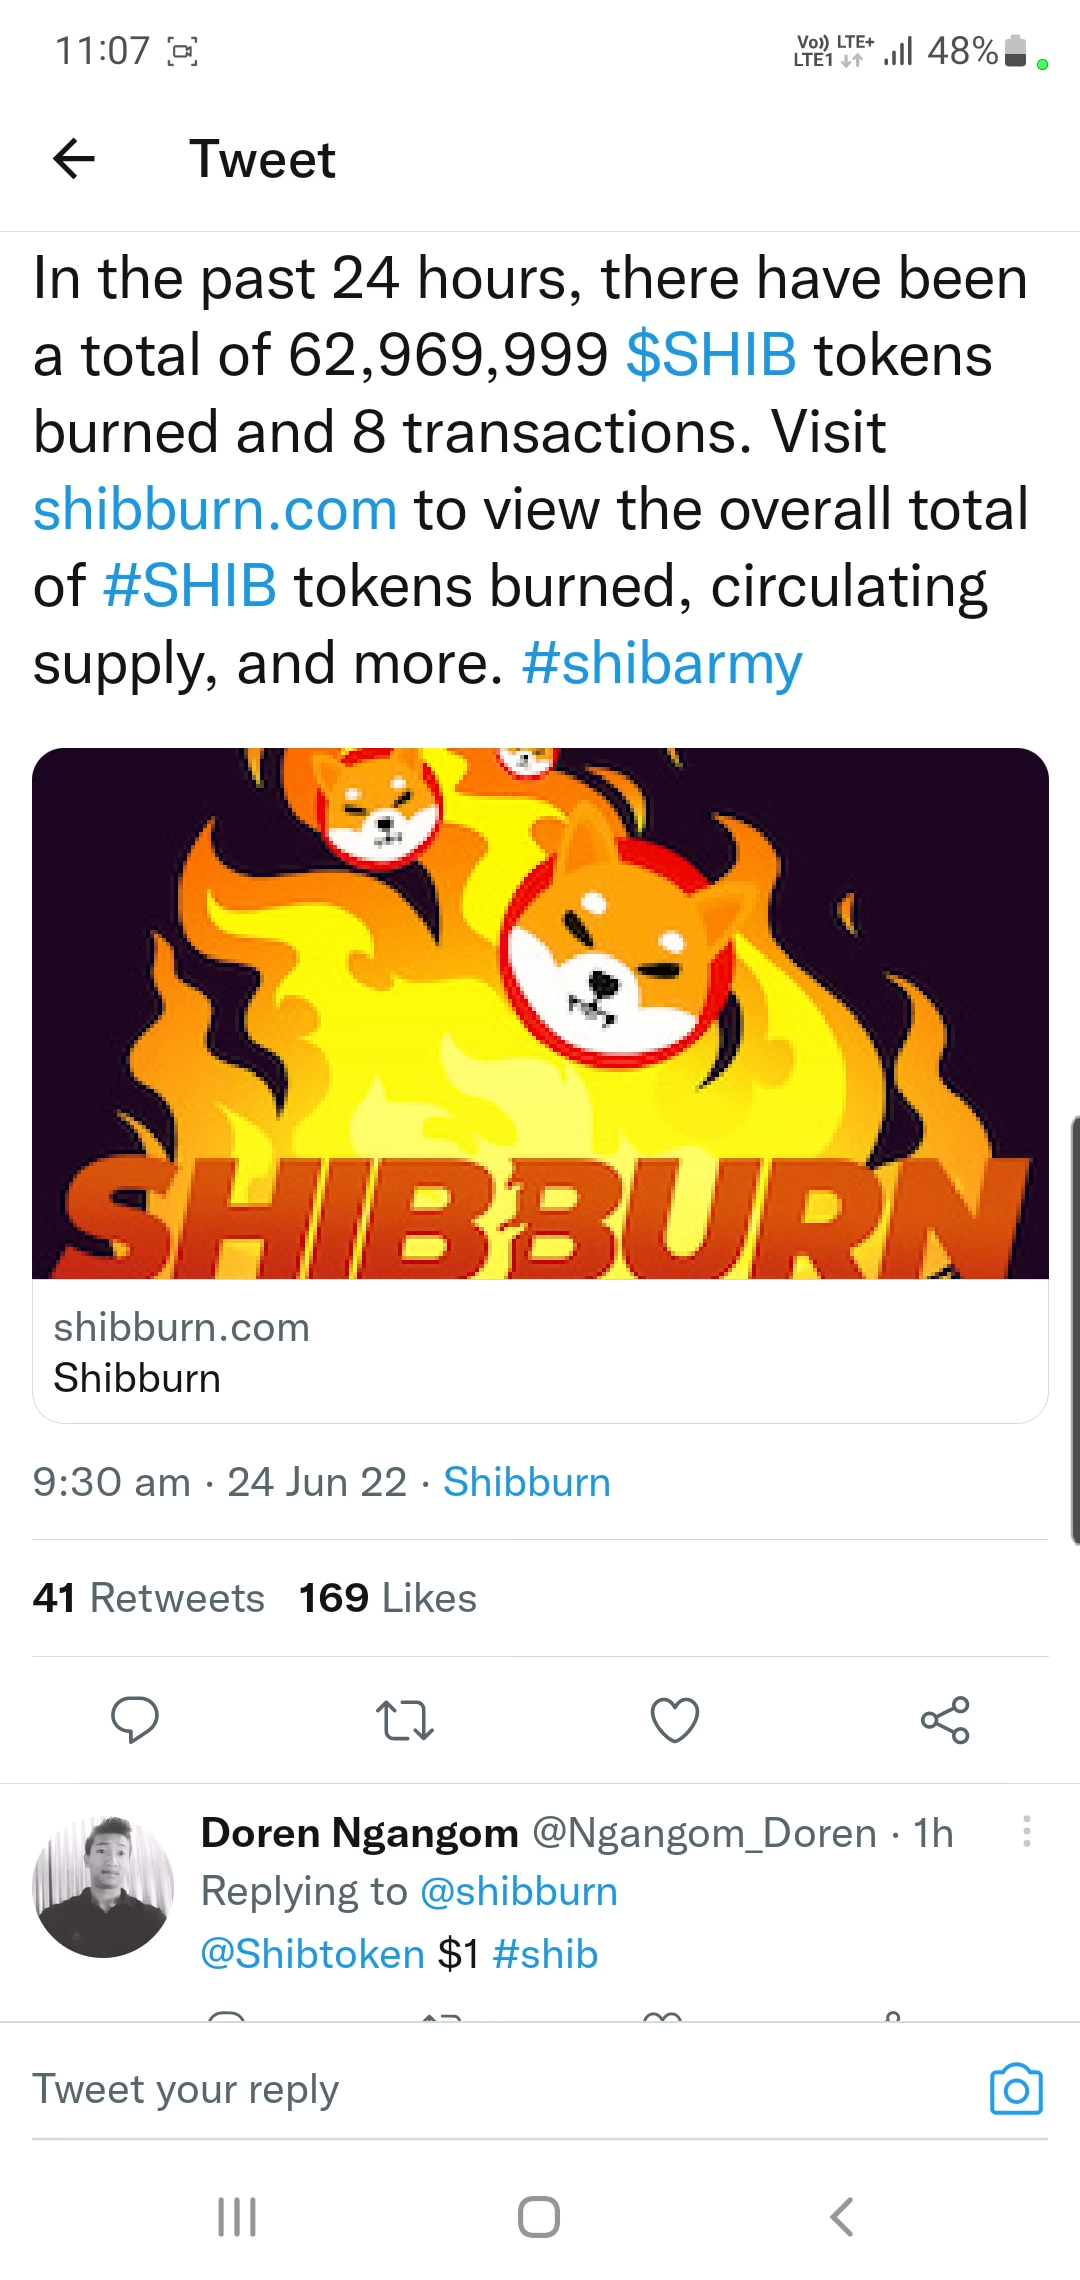 11:07
Vo)) LTE+
LTE1
48%
Tweet
In the past 24 hours, there have been
a total of 62,969,999 $SHIB tokens
burned and 8 transactions. Visit
shibburn.com to view the overall total
of #SHIB tokens burned, circulating
supply, and more. #shibarmy
SHIBBURN
shibburn.com
Shibburn
9:30 am · 24 Jun 22 · Shibburn
41 Retweets 169 Likes
Doren Ngangom @Ngangom_Doren · 1h
Replying to @shibburn
@Shibtoken $1 #shib
Tweet your reply